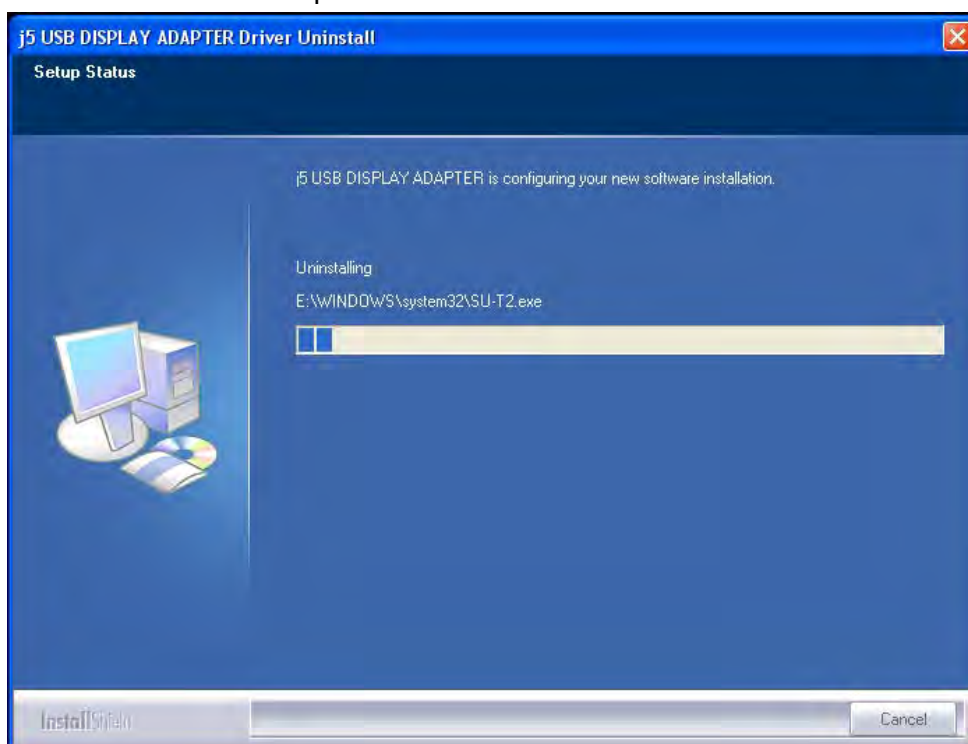 j5 USB DISPLAY ADAPTER Driver Uninstall
Setup Status
j5 USB DISPLAY ADAPTER is configuring your new software installation.
Uninstalling
E:\WINDOWS\system32\SU-T2.exe
InstallShield
Cancel